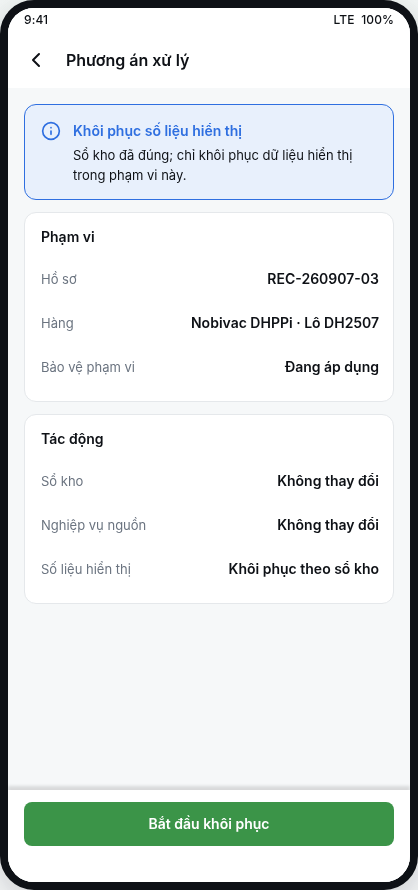 9:41
LTE 100%
Phương án xử lý
Khôi phục số liệu hiển thị
Sổ kho đã đúng; chỉ khôi phục dữ liệu hiển thị
trong phạm vi này.
Phạm vi
Hồ sơ
REC-260907-03
Hàng
Nobivac DHPPi · Lô DH2507
Bảo vệ phạm vi
Đang áp dụng
Tác động
Sổ kho
Không thay đổi
Nghiệp vụ nguồn
Không thay đổi
Số liệu hiển thị
Khôi phục theo sổ kho
Bắt đầu khôi phục